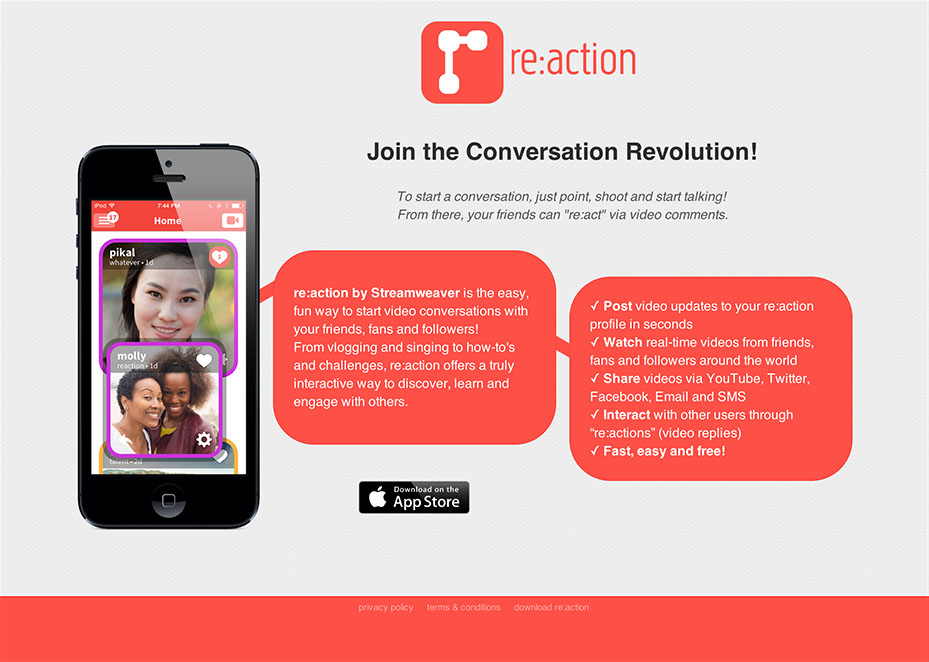 re:action
Join the Conversation Revolution!
To start a conversation, just point, shoot and start talking!
From there, your friends can "re:act" via video comments.
iPod
7:44 PM
17
Home
pikal
whatever • 1d
1
molly
reaction • 1d
talent • 2d
re:action by Streamweaver is the easy,
fun way to start video conversations with
your friends, fans and followers!
From vlogging and singing to how-to's
and challenges, re:action offers a truly
interactive way to discover, learn and
engage with others.
✓ Post video updates to your re:action
profile in seconds
✓ Watch real-time videos from friends,
fans and followers around the world
✓ Share videos via YouTube, Twitter,
Facebook, Email and SMS
✓ Interact with other users through
“re:actions” (video replies)
✓ Fast, easy and free!
Download on the
App Store
privacy policy terms & conditions download re:action